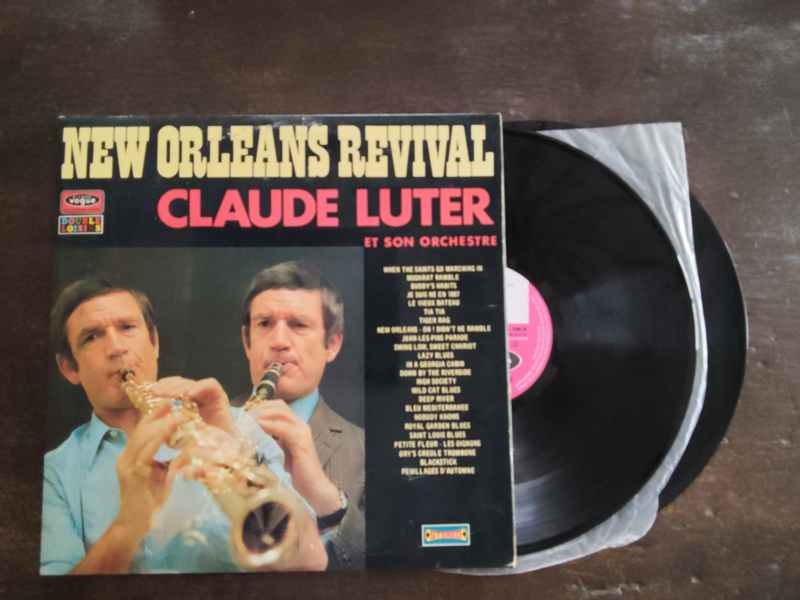 NEW ORLEANS REVIVAL
vogue
DOUBLE
LOISIRS
CLAUDE LUTER
ET SON ORCHESTRE
WHEN THE SAINTS GO MARCHING IN
MUSKRAT RAMBLE
BUDDY'S HABITS
JE SUIS NE EN 1897
LE VIEUX BATEAU
TIA TIA
TIGER RAG
NEW ORLEANS - OH ! DIDN'T HE RAMBLE
JUAN-LES-PINS PARADE
SWING LOW, SWEET CHARIOT
LAZY BLUES
IN A GEORGIA CABIN
DOWN BY THE RIVERSIDE
HIGH SOCIETY
WILD CAT BLUES
DEEP RIVER
BLEU MEDITERRANEE
NOBODY KNOWS
ROYAL GARDEN BLUES
SAINT LOUIS BLUES
PETITE FLEUR - LES OIGNONS
ORY'S CREOLE TROMBONE
BLACKSTICK
FEUILLAGES D'AUTOMNE
STEREO